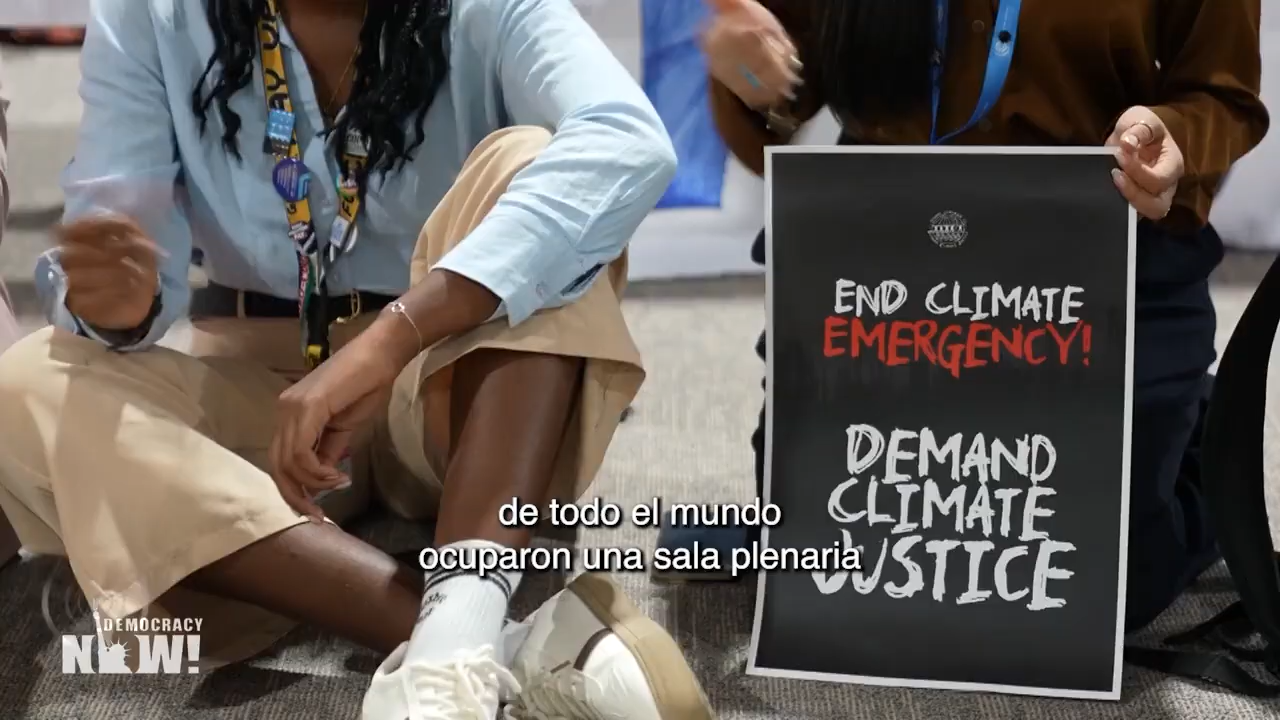 END CLIMATE
EMERGENCY!
DEMAND
CLIMATE
JUSTICE
de todo el mundo
ocuparon una sala plenaria
DEMOCRACY
NOW!